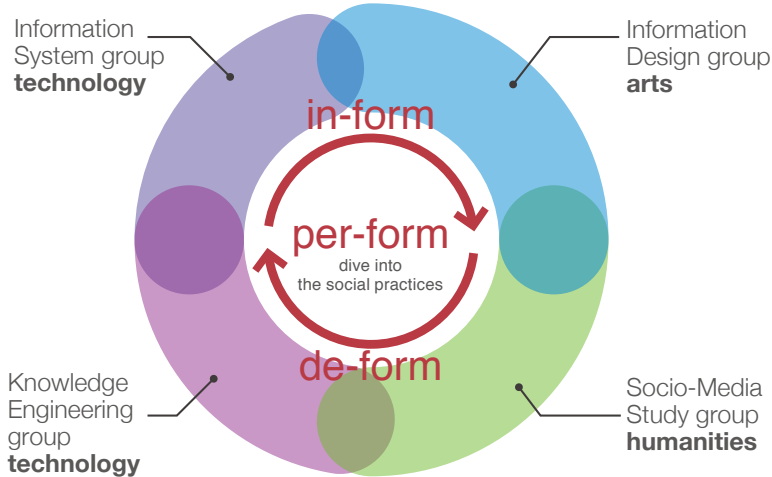 Information
System group
technology
Information
Design group
arts
in-form
per-form
dive into
the social practices
de-form
Knowledge
Engineering
group
technology
Socio-Media
Study group
humanities